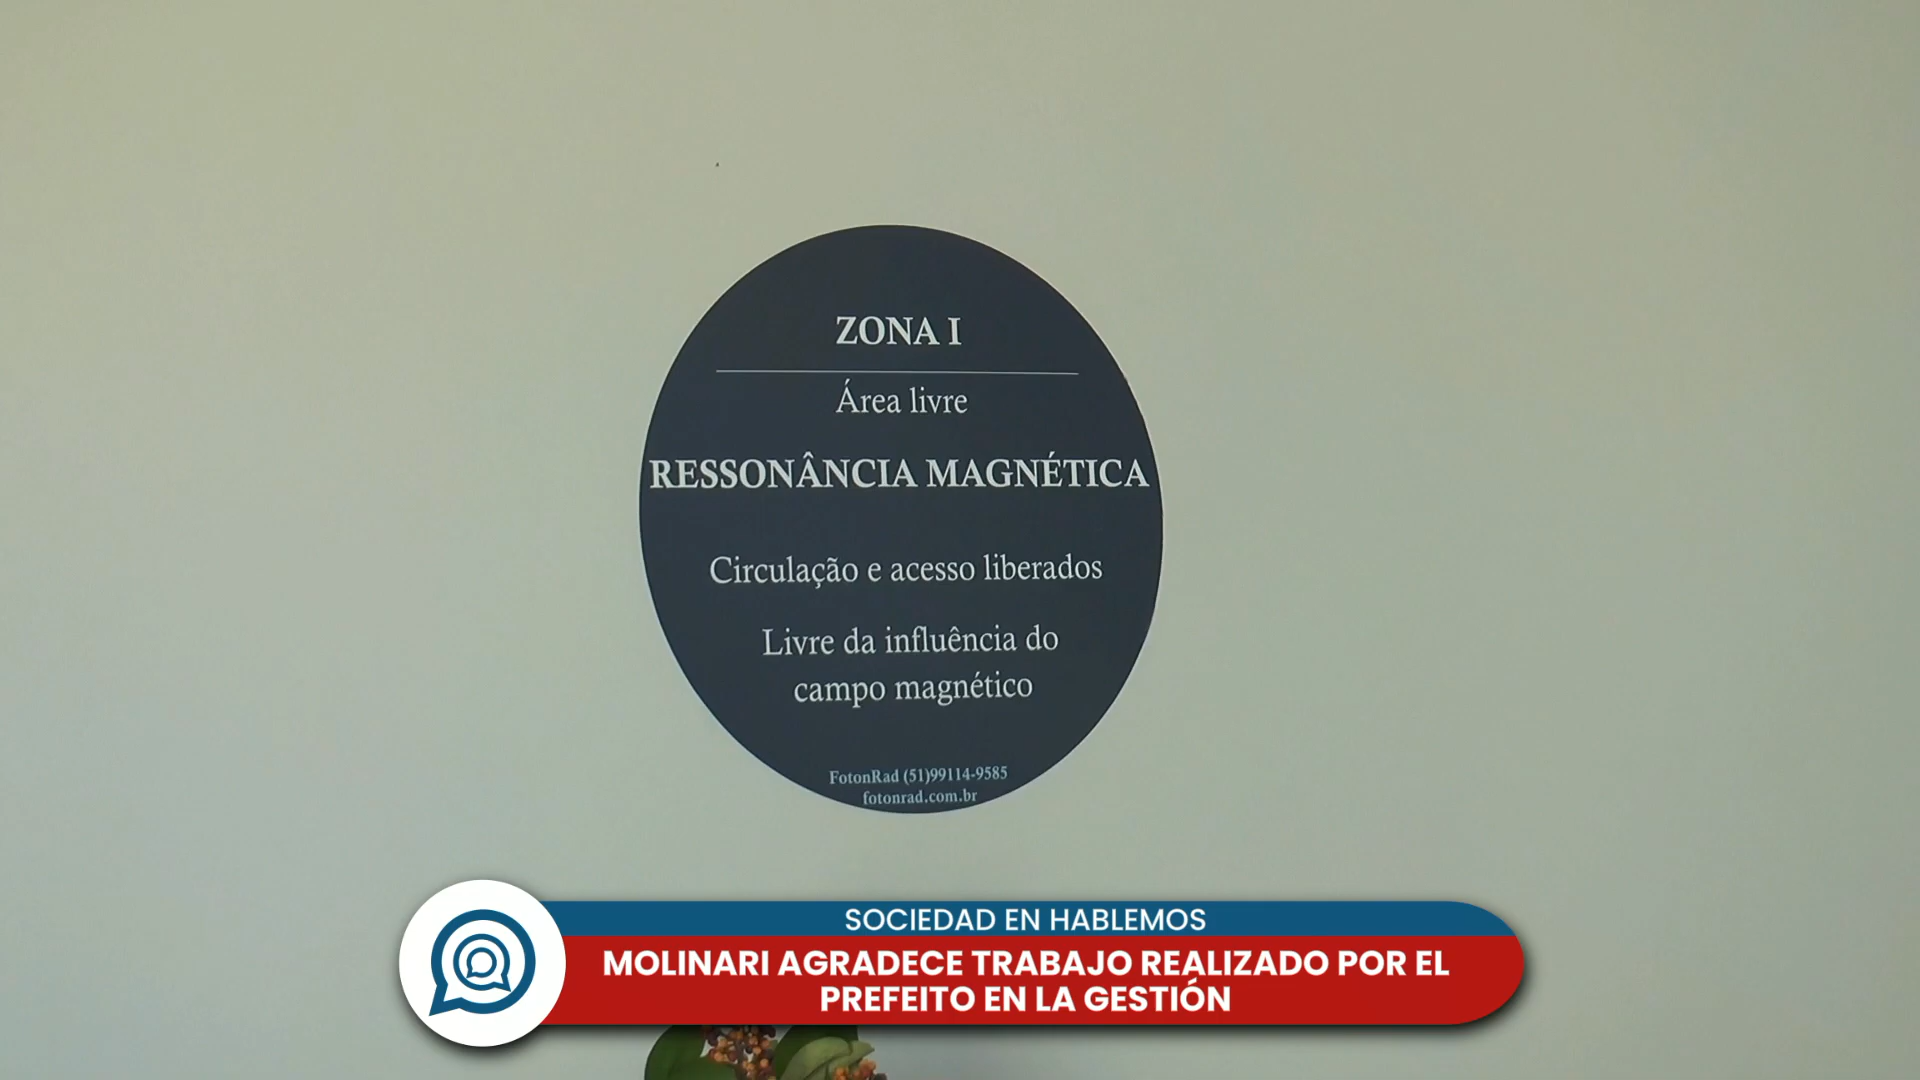 ZONA I
Área livre
RESSONÂNCIA MAGNÉTICA
Circulação e acesso liberados
Livre da influência do
campo magnético
FotonRad (51)99114-9585
fotonrad.com.br
SOCIEDAD EN HABLEMOS
MOLINARI AGRADECE TRABAJO REALIZADO POR EL
PREFEITO EN LA GESTIÓN